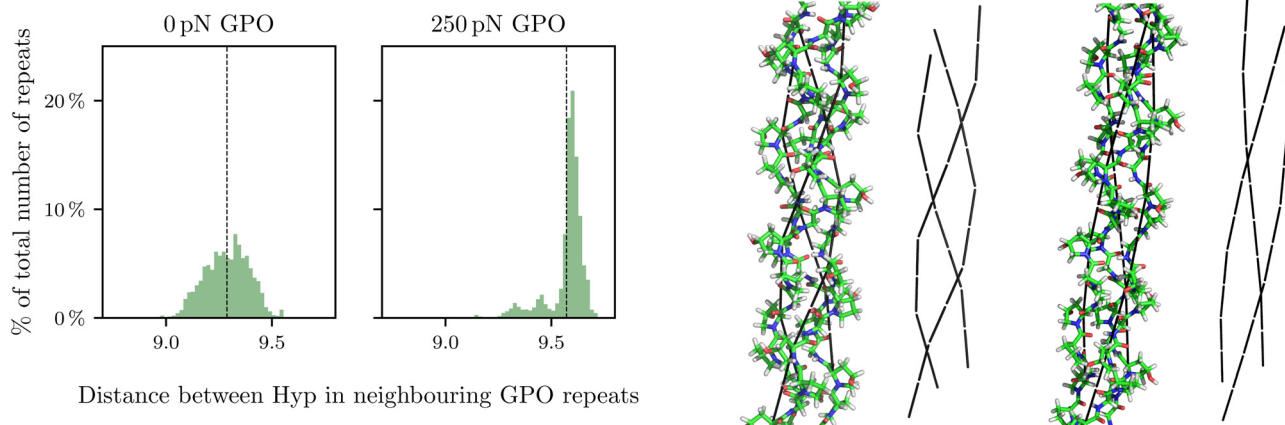 0 pN GPO
250 pN GPO
% of total number of repeats
20 %
10 %
0 %
9.0
9.5
9.0
9.5
Distance between Hyp in neighbouring GPO repeats